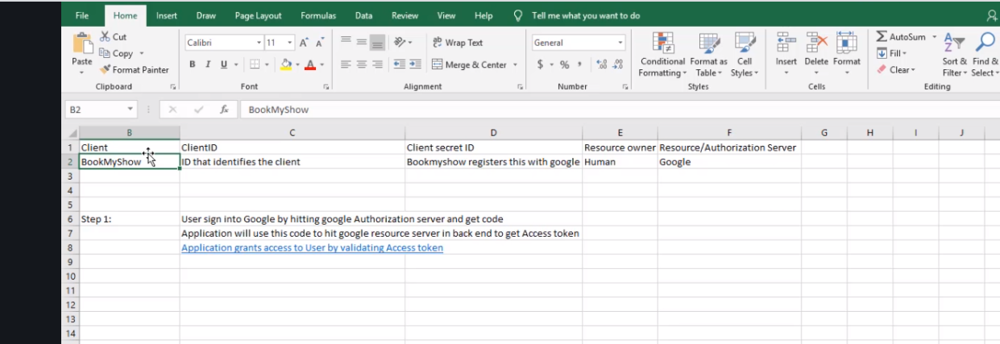 File Home Insert Draw Page Layout Formulas Data Review View Help Tell me what you want to do
Cut
Copy
Format Painter
Paste
Clipboard
Calibri 11 A A
B I U A
Font
Wrap Text
Merge & Center
Alignment
General
$ % , .00 .0
Number
Conditional Formatting
Format as Table
Cell Styles
Styles
Insert Delete Format
Cells
AutoSum
Fill
Clear
Sort & Filter
Find & Select
Editing
B2 fx BookMyShow
B C D E F G H I J
1 Client ClientID Client secret ID Resource owner Resource/Authorization Server
2 BookMyShow ID that identifies the client Bookmyshow registers this with google Human Google
3
4
5
6 Step 1: User sign into Google by hitting google Authorization server and get code
7 Application will use this code to hit google resource server in back end to get Access token
8 Application grants access to User by validating Access token
9
10
11
12
13
14